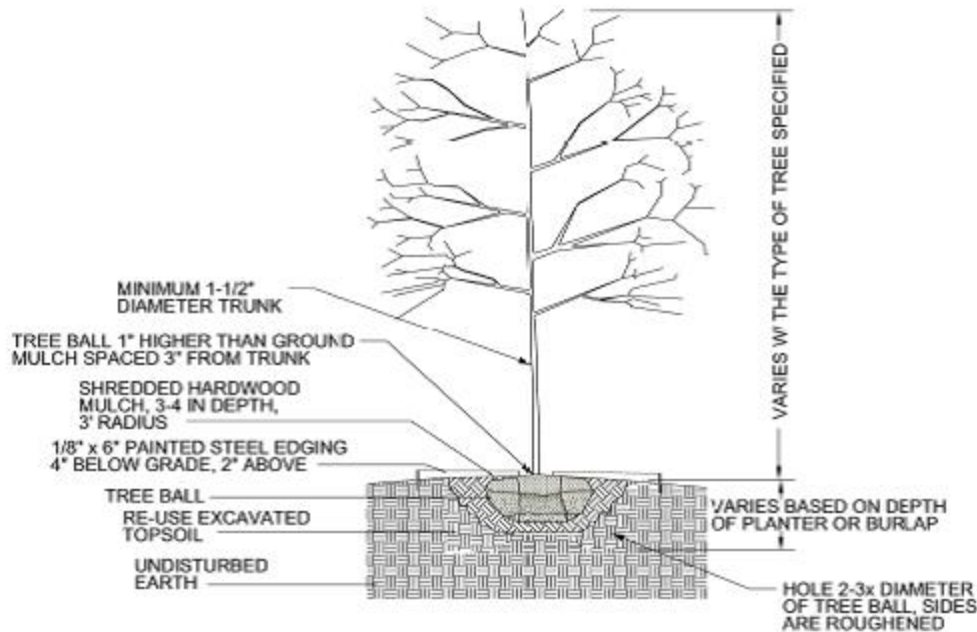 VARIES W/ THE TYPE OF TREE SPECIFIED
MINIMUM 1-1/2"
DIAMETER TRUNK
TREE BALL 1" HIGHER THAN GROUND
MULCH SPACED 3" FROM TRUNK
SHREDDED HARDWOOD
MULCH, 3-4 IN DEPTH,
3' RADIUS
1/8" x 6" PAINTED STEEL EDGING
4" BELOW GRADE, 2" ABOVE
TREE BALL
RE-USE EXCAVATED
TOPSOIL
UNDISTURBED
EARTH
VARIES BASED ON DEPTH
OF PLANTER OR BURLAP
HOLE 2-3x DIAMETER
OF TREE BALL, SIDES
ARE ROUGHENED